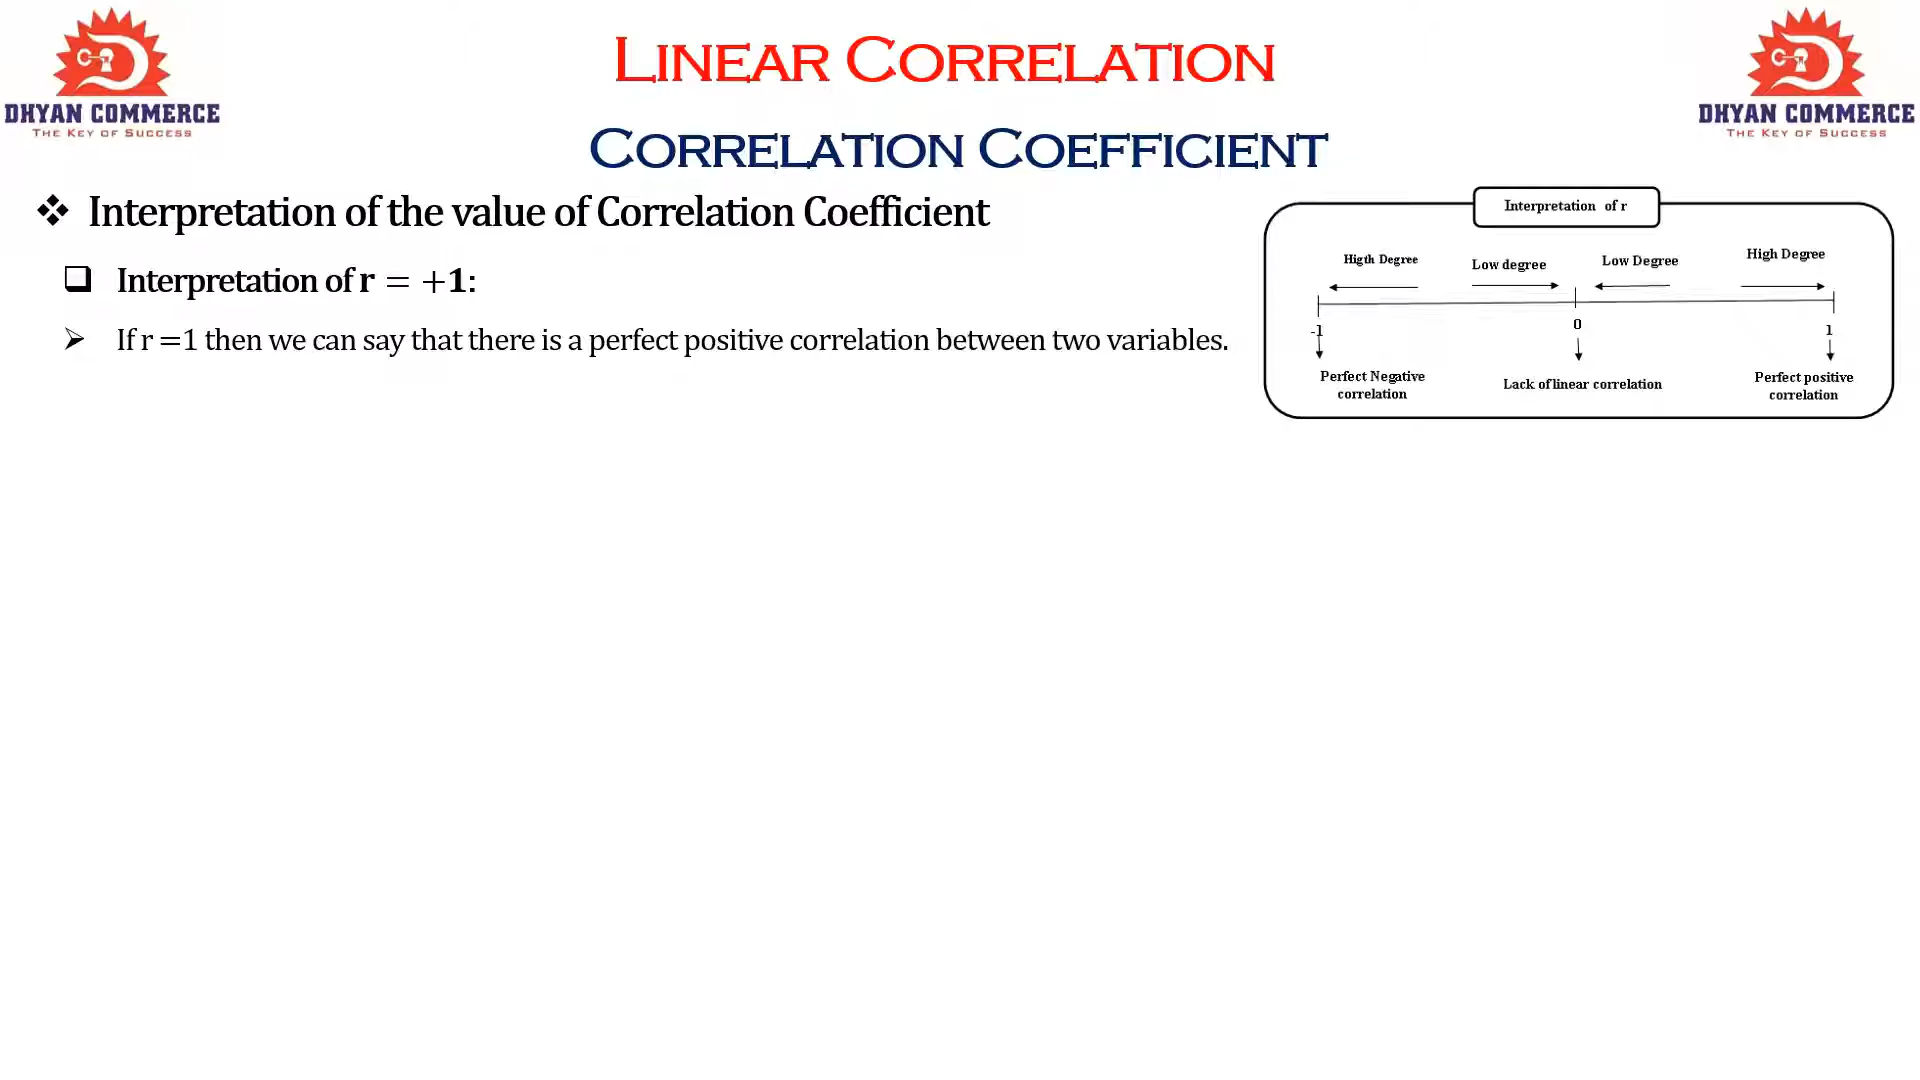 DHYAN COMMERCE
THE KEY OF SUCCESS
LINEAR CORRELATION
CORRELATION COEFFICIENT
DHYAN COMMERCE
THE KEY OF SUCCESS
❖ Interpretation of the value of Correlation Coefficient
❑ Interpretation of r = +1:
➢ If r =1 then we can say that there is a perfect positive correlation between two variables.
Interpretation of r
Higth Degree
Low degree
Low Degree
High Degree
-1
0
1
Perfect Negative
correlation
Lack of linear correlation
Perfect positive
correlation